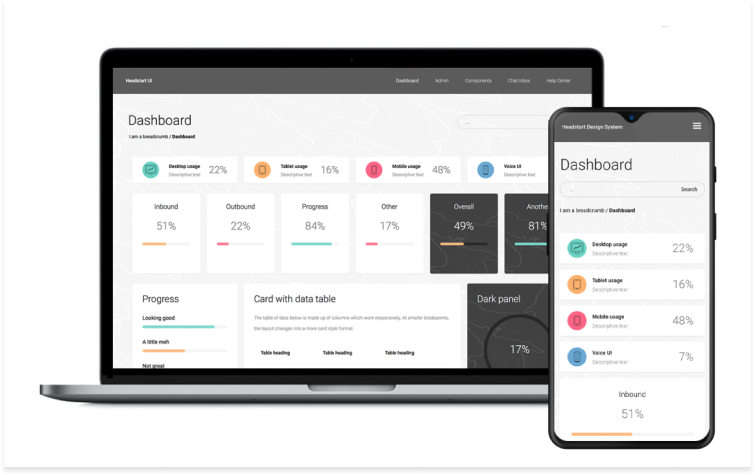 Headstart UI
Dashboard Admin Components Chat inbox Help Center
Dashboard
I am a breadcrumb / Dashboard
Desktop usage
Descriptive text
22%
Tablet usage
Descriptive text
16%
Mobile usage
Descriptive text
48%
Voice UI
Descriptive text
Inbound
51%
Outbound
22%
Progress
84%
Other
17%
Overall
49%
Anothe
81%
Progress
Looking good
A little meh
Not great
Card with data table
The table of data below is made up of columns which work responsively. At smaller breakpoints,
the layout changes into a more card style format.
Table heading Table heading Table heading
Dark panel
17%
Headstart Design System
Dashboard
Search
I am a breadcrumb / Dashboard
Desktop usage
Descriptive text
22%
Tablet usage
Descriptive text
16%
Mobile usage
Descriptive text
48%
Voice UI
Descriptive text
7%
Inbound
51%